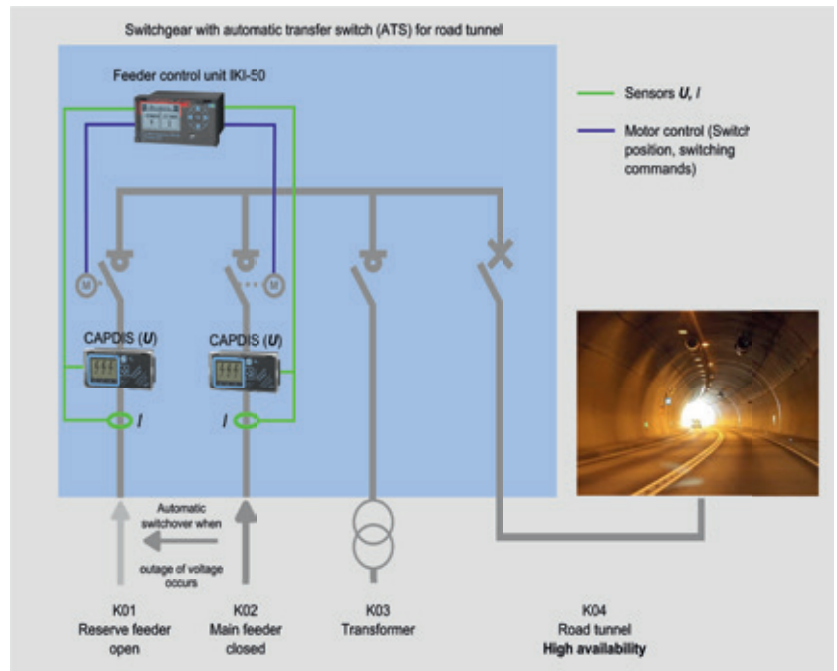 Switchgear with automatic transfer switch (ATS) for road tunnel
Feeder control unit IKI-50
Sensors U, I
Motor control (Switch
position, switching
commands)
M
M
CAPDIS (U)
CAPDIS (U)
I
I
Automatic
switchover when
outage of voltage
occurs
K01
Reserve feeder
open
K02
Main feeder
closed
K03
Transformer
K04
Road tunnel
High availability